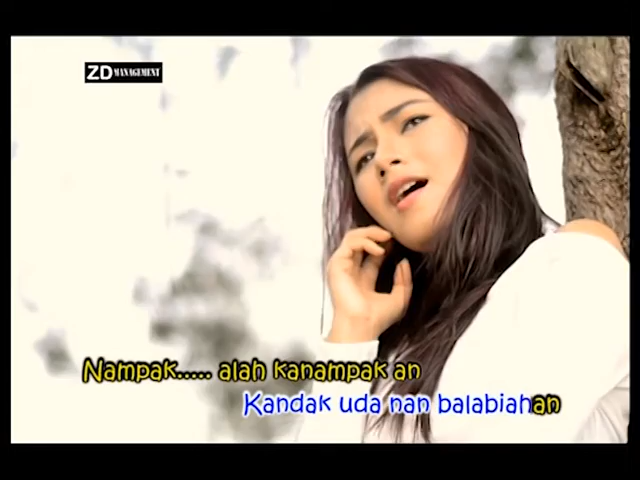 ZD MANAGEMENT
Nampak..... alah kanampak an
Kandak uda nan balabiahan